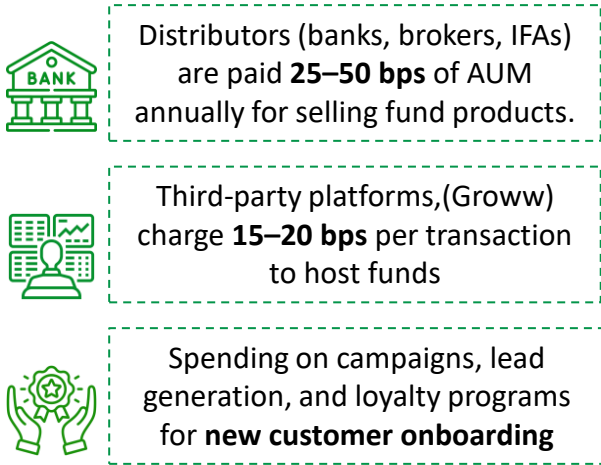 BANK
Distributors (banks, brokers, IFAs)
are paid 25–50 bps of AUM
annually for selling fund products.
Third-party platforms,(Groww)
charge 15–20 bps per transaction
to host funds
Spending on campaigns, lead
generation, and loyalty programs
for new customer onboarding